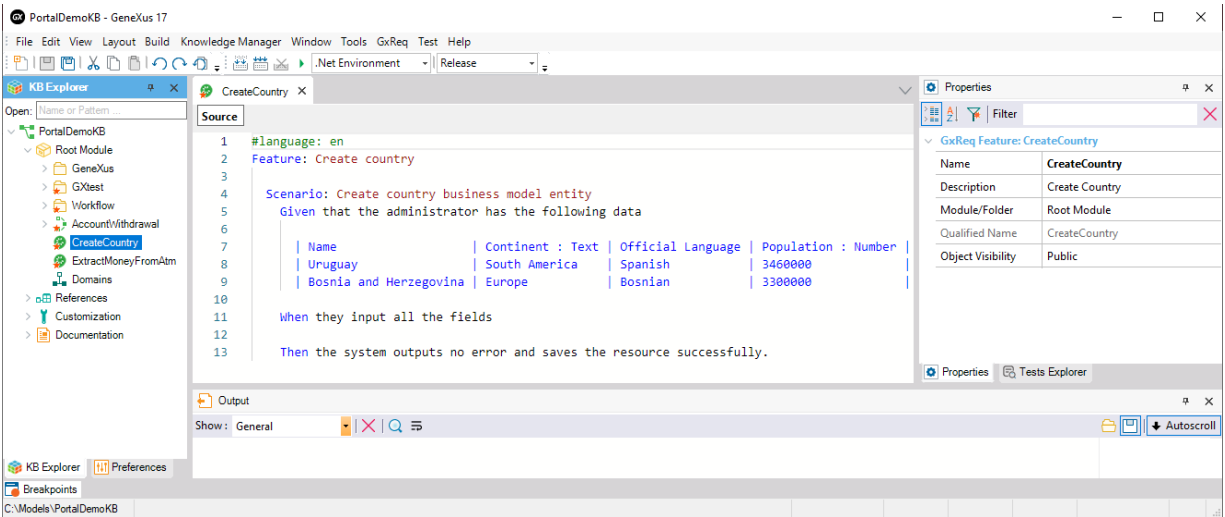 PortalDemoKB - GeneXus 17
File Edit View Layout Build Knowledge Manager Window Tools GxReq Test Help
.Net Environment Release
KB Explorer
Open: Name or Pattern ...
PortalDemoKB
Root Module
GeneXus
GXtest
Workflow
AccountWithdrawal
CreateCountry
ExtractMoneyFromAtm
Domains
References
Customization
Documentation
KB Explorer Preferences
CreateCountry
Source
1 #language: en
2 Feature: Create country
3
4 Scenario: Create country business model entity
5 Given that the administrator has the following data
6
7 | Name | Continent : Text | Official Language | Population : Number |
8 | Uruguay | South America | Spanish | 3460000 |
9 | Bosnia and Herzegovina | Europe | Bosnian | 3300000 |
10
11 When they input all the fields
12
13 Then the system outputs no error and saves the resource successfully.
Properties
Filter
GxReq Feature: CreateCountry
Name CreateCountry
Description Create Country
Module/Folder Root Module
Qualified Name CreateCountry
Object Visibility Public
Properties Tests Explorer
Output
Show: General
Autoscroll
Breakpoints
C:\Models\PortalDemoKB